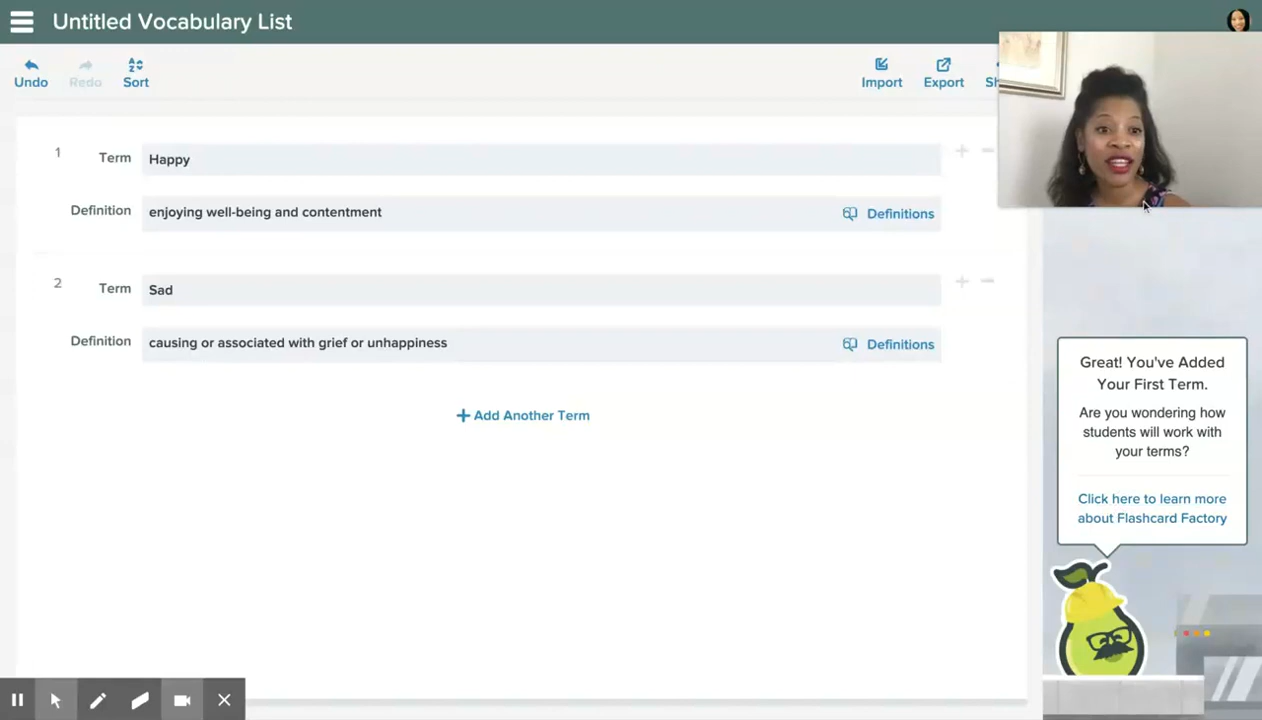 Untitled Vocabulary List
Undo
Redo
Sort
Import
Export
1
Term
Happy
Definition
enjoying well-being and contentment
Definitions
2
Term
Sad
Definition
causing or associated with grief or unhappiness
Definitions
Add Another Term
Great! You've Added
Your First Term.
Are you wondering how
students will work with
your terms?
Click here to learn more
about Flashcard Factory